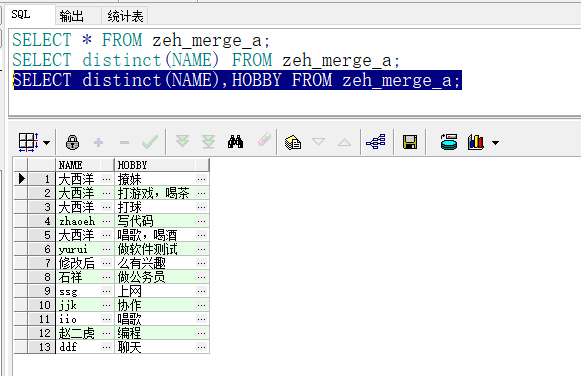 SQL 输出 统计表
SELECT * FROM zeh_merge_a;
SELECT distinct(NAME) FROM zeh_merge_a;
SELECT distinct(NAME),HOBBY FROM zeh_merge_a;
NAME HOBBY
1 大西洋 ... 撩妹 ...
2 大西洋 ... 打游戏，喝茶 ...
3 大西洋 ... 打球 ...
4 zhaoeh ... 写代码 ...
5 大西洋 ... 唱歌，喝酒 ...
6 yurui ... 做软件测试 ...
7 修改后 ... 么有兴趣 ...
8 石祥 ... 做公务员 ...
9 ssg ... 上网 ...
10 jjk ... 协作 ...
11 iio ... 唱歌 ...
12 赵二虎 ... 编程 ...
13 ddf ... 聊天 ...